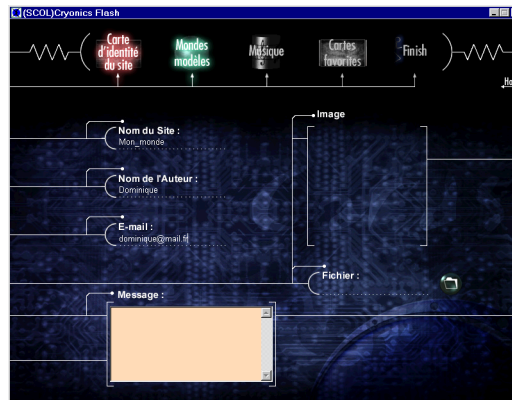 (SCOL)Cryonics Flash
Carte
d'identité
du site
Mondes
modèles
Musique
Cartes
favorites
Finish
Nom du Site :
Mon_monde
Nom de l'Auteur :
Dominique
E-mail :
dominique@mail.fr
Message :
Image
Fichier :